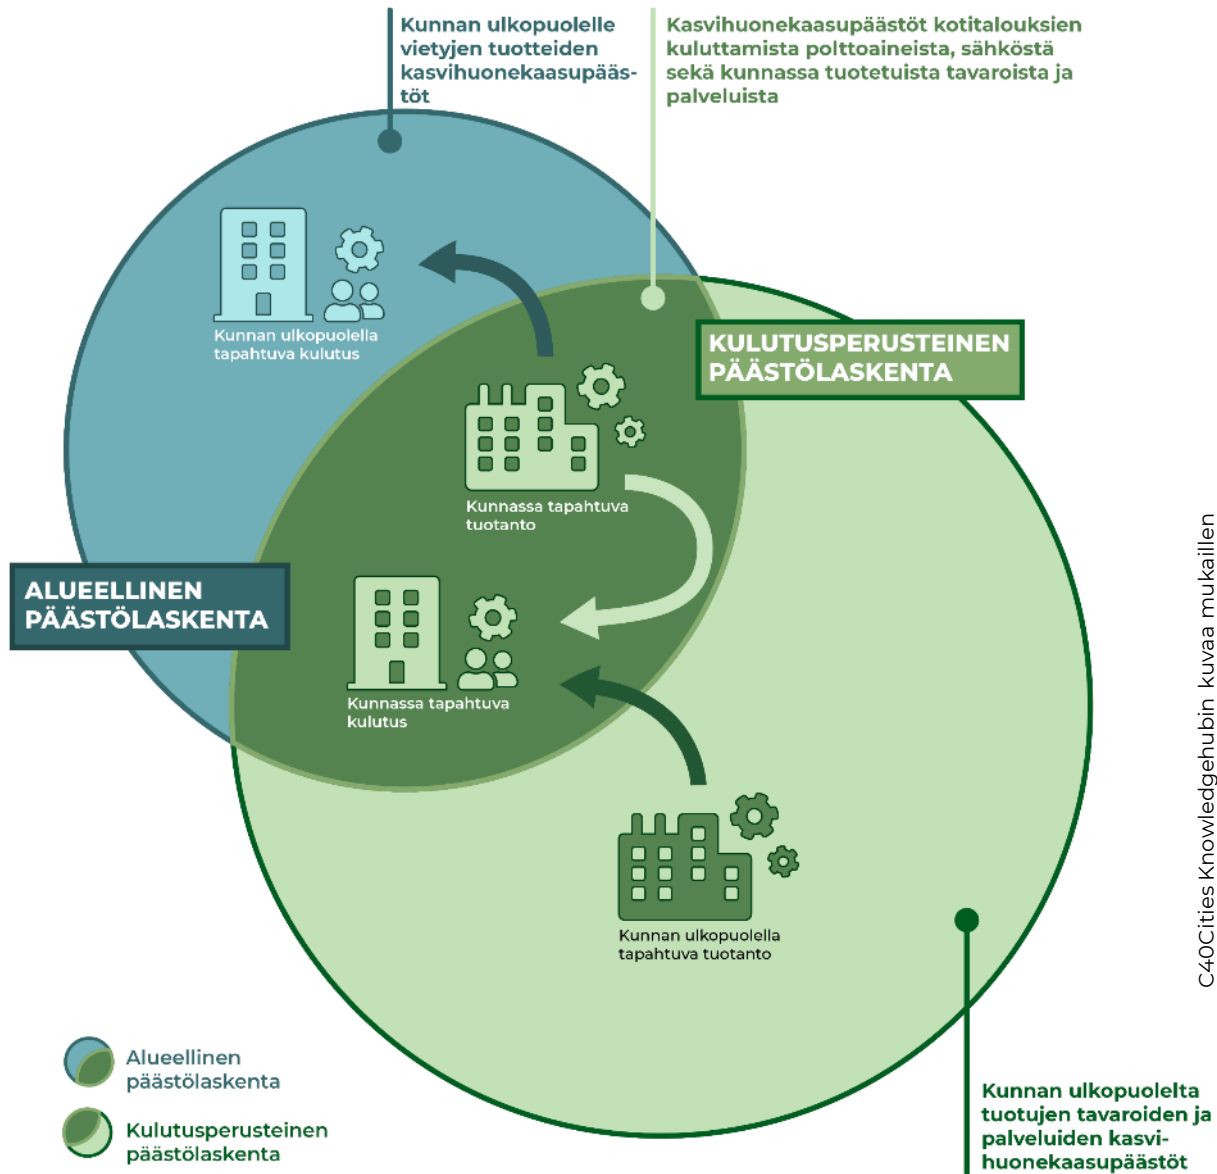 Kunnan ulkopuolelle
vietyjen tuotteiden
kasvihuonekaasupääs-
töt
Kasvihuonekaasupäästöt kotitalouksien
kuluttamista polttoaineista, sähköstä
sekä kunnassa tuotetuista tavaroista ja
palveluista
Kunnan ulkopuolella
tapahtuva kulutus
KULUTUSPERUSTEINEN
PÄÄSTÖLASKENTA
Kunnassa tapahtuva
tuotanto
ALUEELLINEN
PÄÄSTÖLASKENTA
Kunnassa tapahtuva
kulutus
Kunnan ulkopuolella
tapahtuva tuotanto
C40Cities Knowledgehubin kuvaa mukaillen
Alueellinen
päästölaskenta
Kulutusperusteinen
päästölaskenta
Kunnan ulkopuolelta
tuotujen tavaroiden ja
palveluiden kasvi-
huonekaasupäästöt